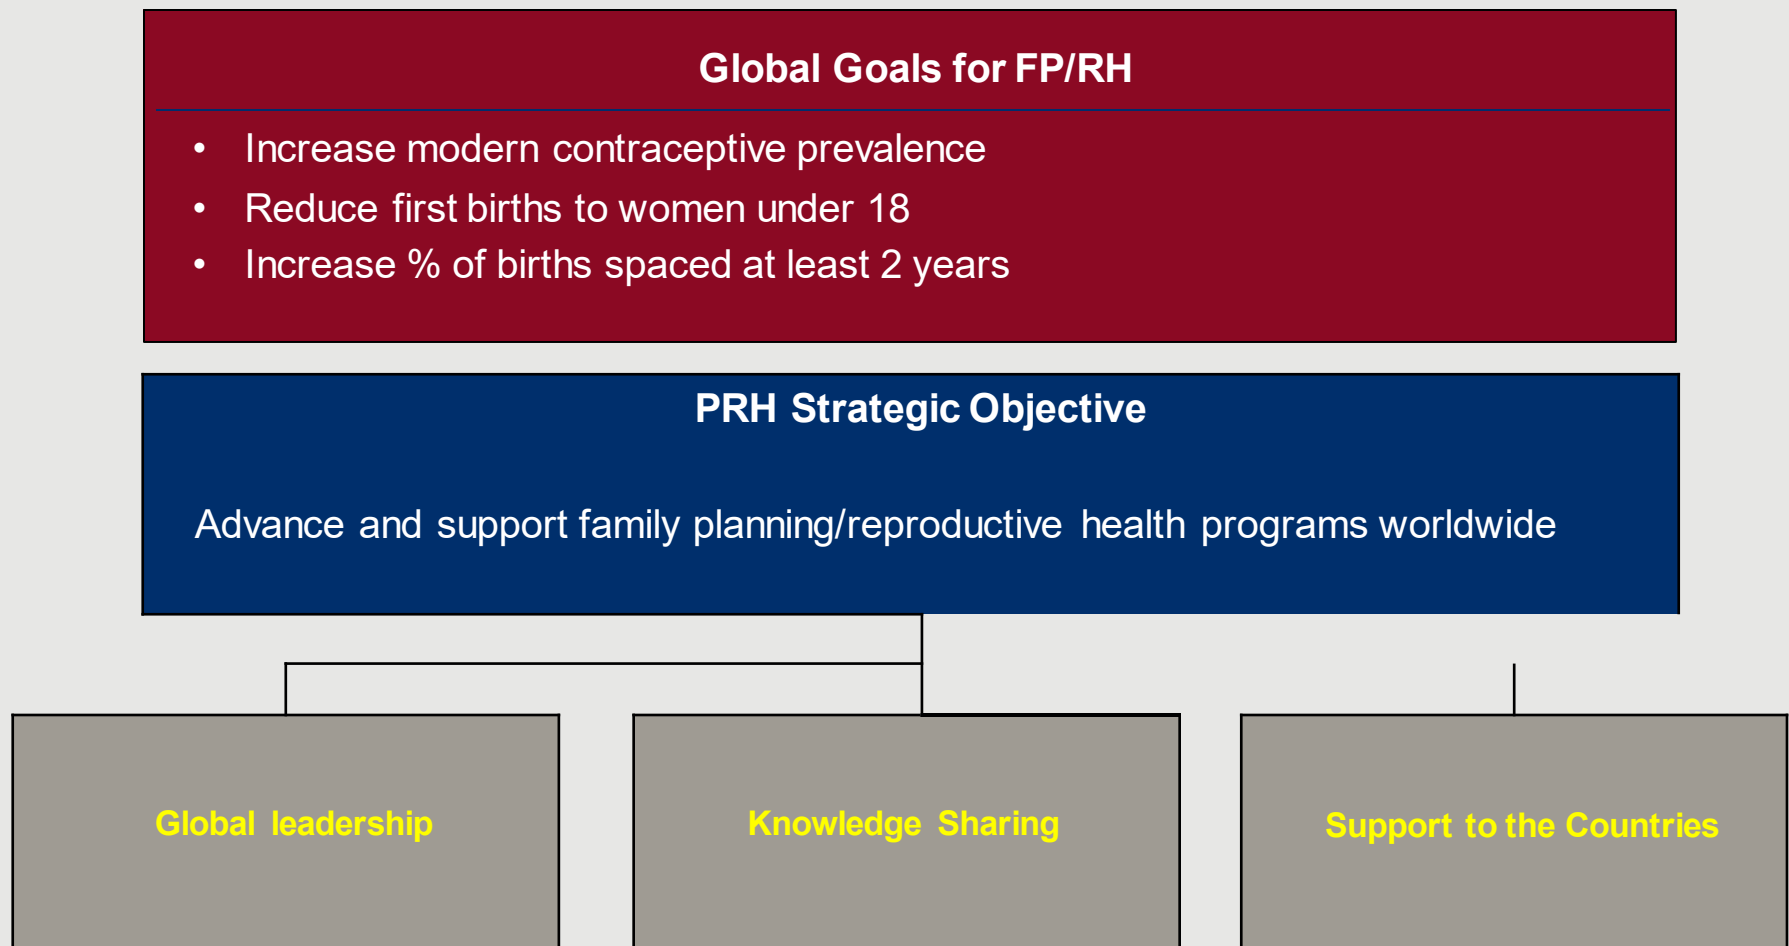 Global Goals for FP/RH
• Increase modern contraceptive prevalence
• Reduce first births to women under 18
• Increase % of births spaced at least 2 years
PRH Strategic Objective
Advance and support family planning/reproductive health programs worldwide
Global leadership
Knowledge Sharing
Support to the Countries